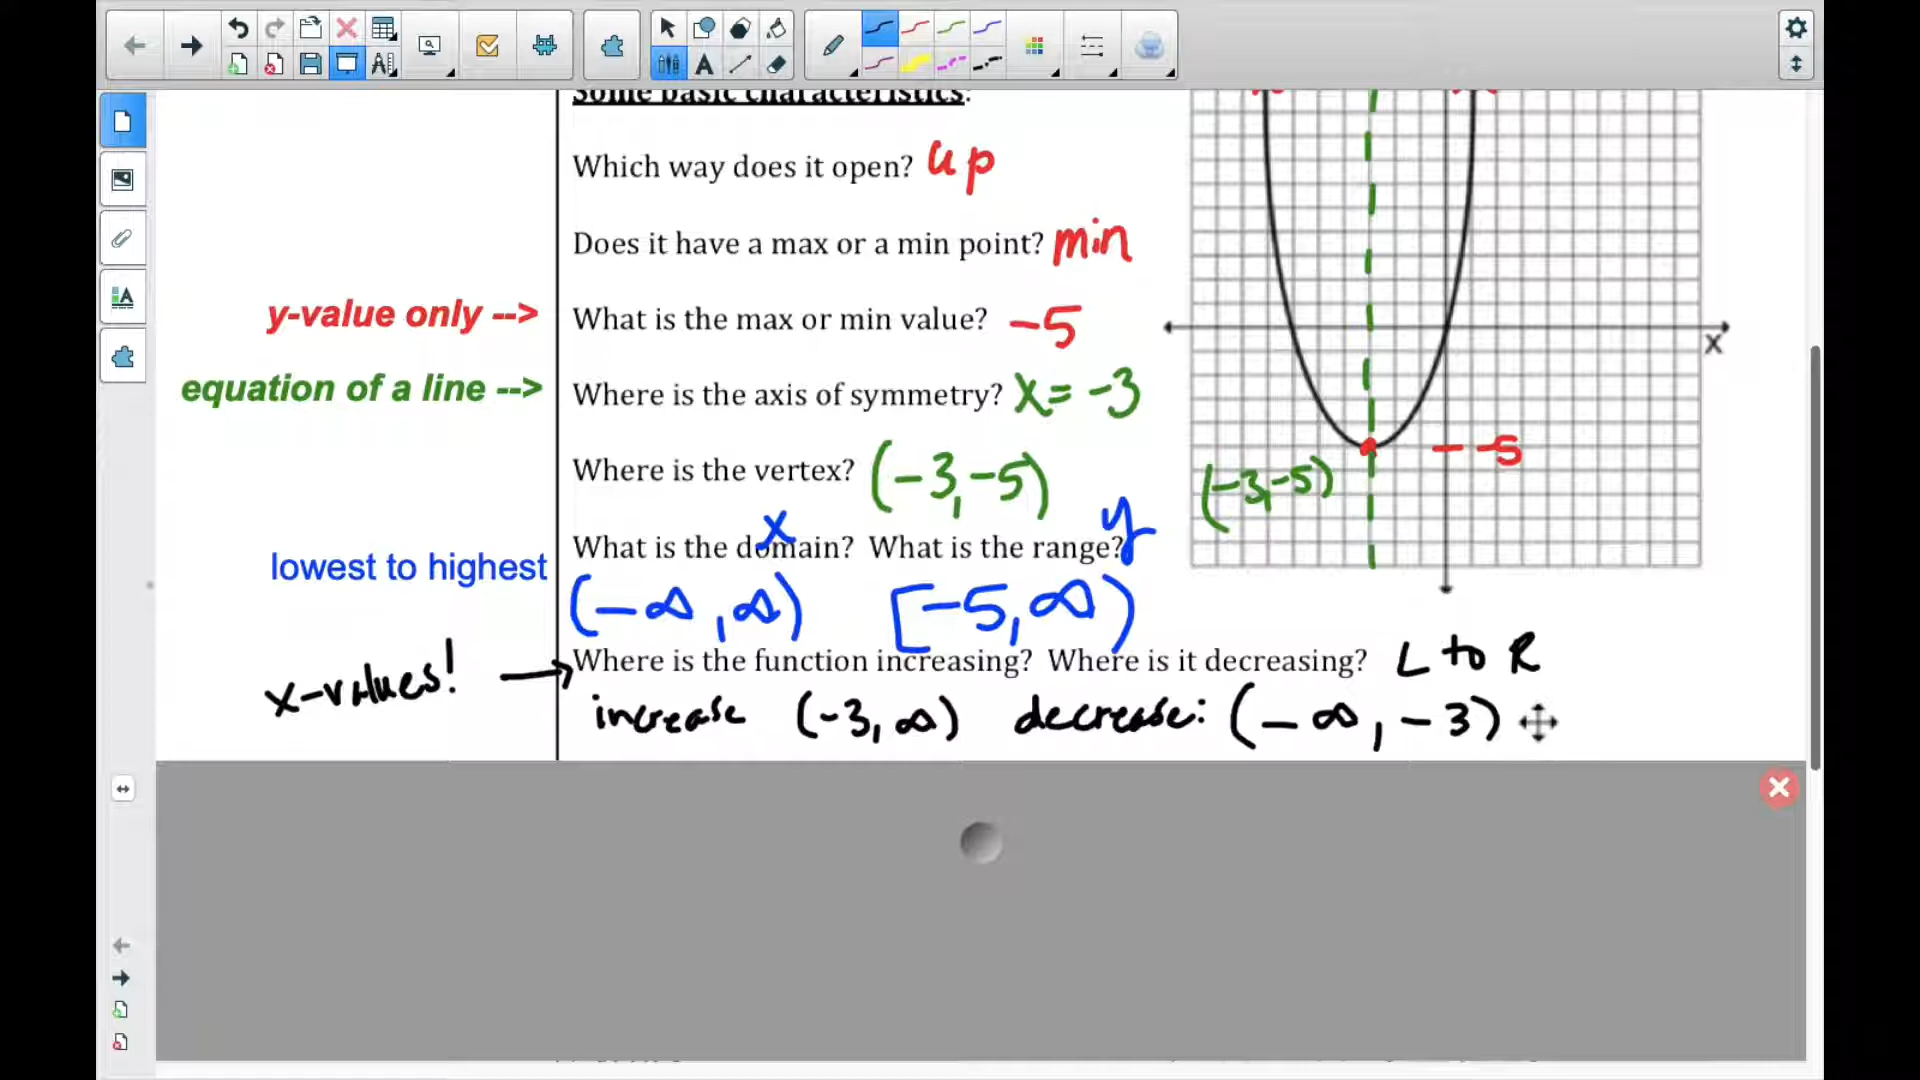 Some basic characteristics:
Which way does it open? up
Does it have a max or a min point? min
y-value only --> What is the max or min value? -5
x
equation of a line --> Where is the axis of symmetry? x = -3
- -5
Where is the vertex? (-3,-5)
(-3,-5)
x y
What is the domain? What is the range?
lowest to highest
(-∞,∞) [-5,∞)
x-values! → Where is the function increasing? Where is it decreasing? L to R
increase (-3,∞) decrease: (-∞,-3)